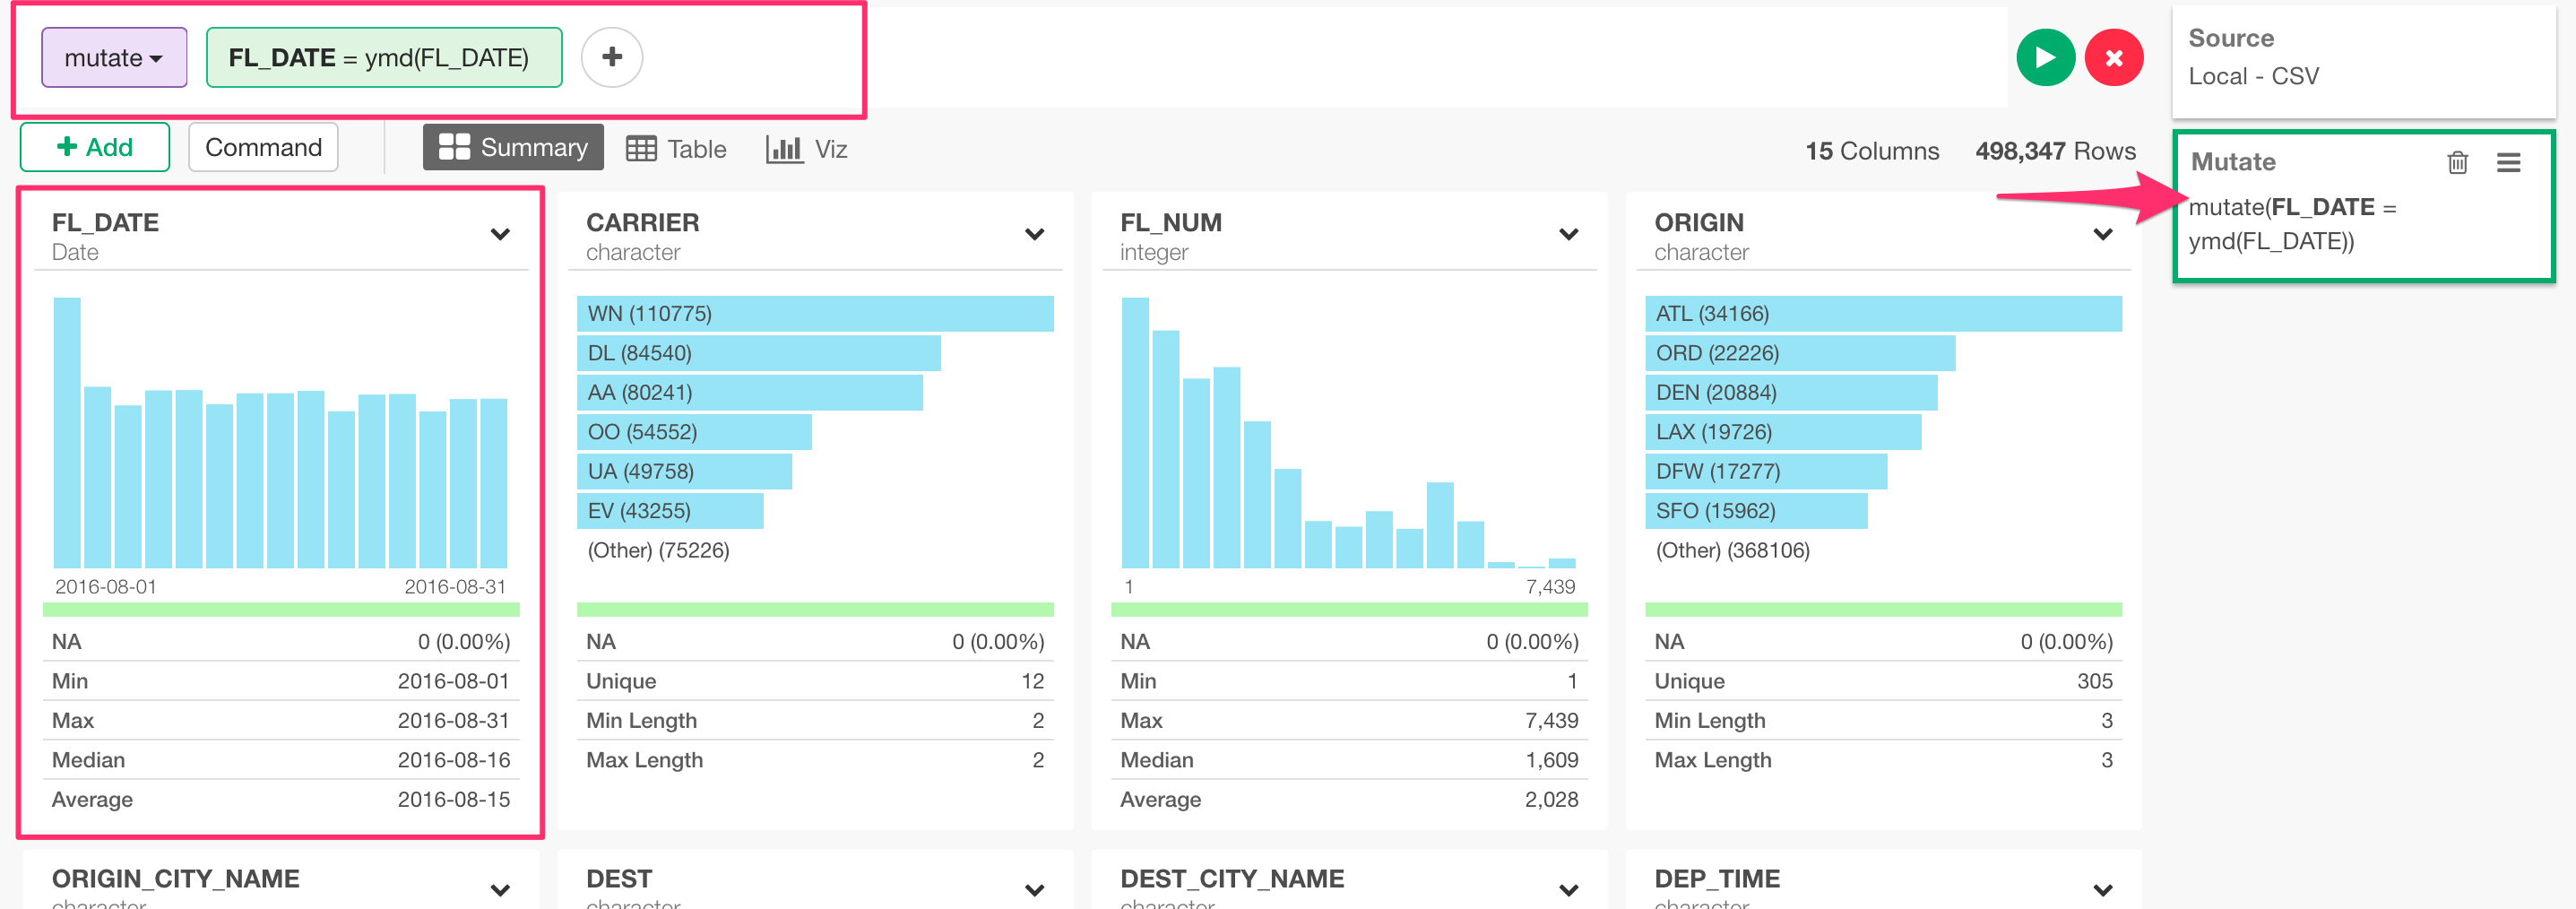 mutate
FL_DATE = ymd(FL_DATE)
Source
Local - CSV
Add
Command
Summary
Table
Viz
15 Columns
498,347 Rows
Mutate
mutate(FL_DATE =
ymd(FL_DATE))
FL_DATE
Date
2016-08-01 2016-08-31
NA 0 (0.00%)
Min 2016-08-01
Max 2016-08-31
Median 2016-08-16
Average 2016-08-15
CARRIER
character
WN (110775)
DL (84540)
AA (80241)
OO (54552)
UA (49758)
EV (43255)
(Other) (75226)
NA 0 (0.00%)
Unique 12
Min Length 2
Max Length 2
FL_NUM
integer
1 7,439
NA 0 (0.00%)
Min 1
Max 7,439
Median 1,609
Average 2,028
ORIGIN
character
ATL (34166)
ORD (22226)
DEN (20884)
LAX (19726)
DFW (17277)
SFO (15962)
(Other) (368106)
NA 0 (0.00%)
Unique 305
Min Length 3
Max Length 3
ORIGIN_CITY_NAME
character
DEST
character
DEST_CITY_NAME
character
DEP_TIME
character